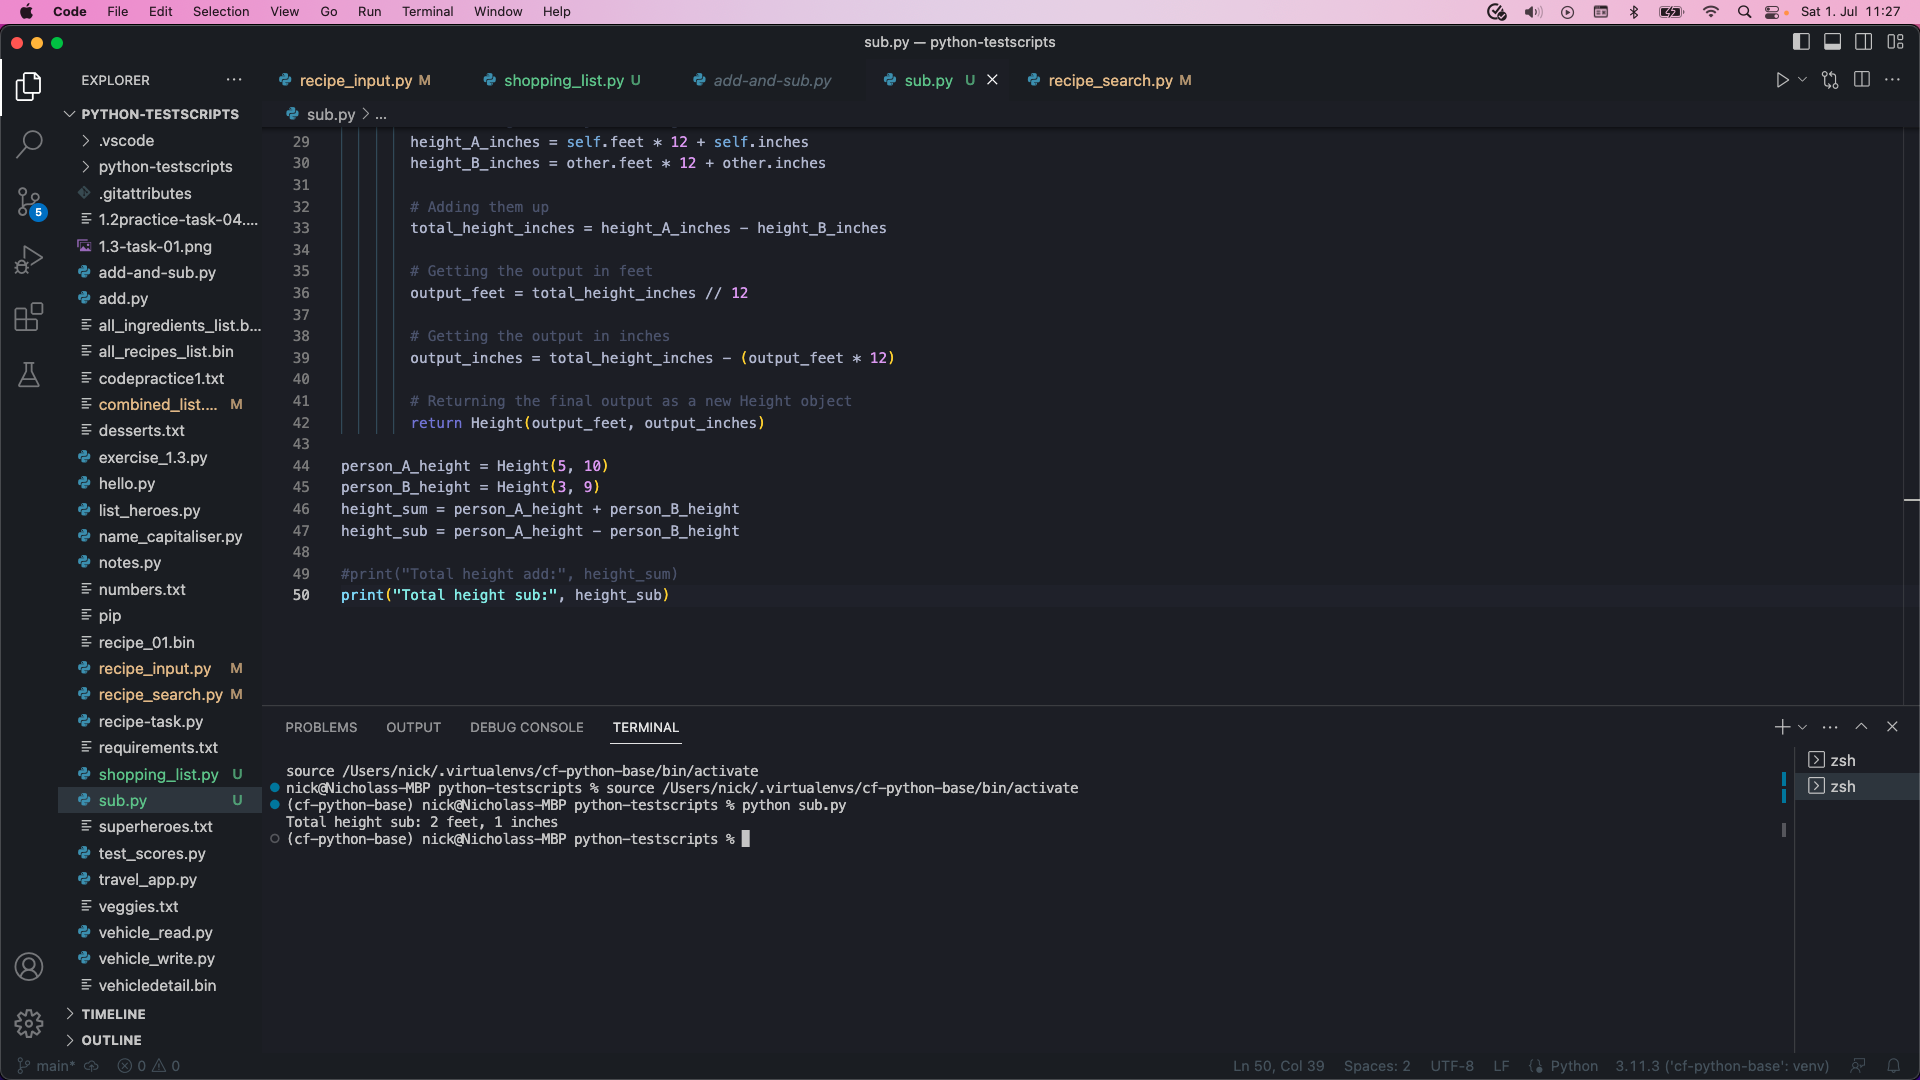 Code File Edit Selection View Go Run Terminal Window Help Sat 1. Jul 11:27
sub.py — python-testscripts
EXPLORER ...
recipe_input.py M shopping_list.py U add-and-sub.py sub.py U recipe_search.py M
sub.py > ...
PYTHON-TESTSCRIPTS
.vscode
python-testscripts
.gitattributes
1.2practice-task-04....
1.3-task-01.png
add-and-sub.py
add.py
all_ingredients_list.b...
all_recipes_list.bin
codepractice1.txt
combined_list.... M
desserts.txt
exercise_1.3.py
hello.py
list_heroes.py
name_capitaliser.py
notes.py
numbers.txt
pip
recipe_01.bin
recipe_input.py M
recipe_search.py M
recipe-task.py
requirements.txt
shopping_list.py U
sub.py U
superheroes.txt
test_scores.py
travel_app.py
veggies.txt
vehicle_read.py
vehicle_write.py
vehicledetail.bin
TIMELINE
OUTLINE
5
29 height_A_inches = self.feet * 12 + self.inches
30 height_B_inches = other.feet * 12 + other.inches
31
32 # Adding them up
33 total_height_inches = height_A_inches - height_B_inches
34
35 # Getting the output in feet
36 output_feet = total_height_inches // 12
37
38 # Getting the output in inches
39 output_inches = total_height_inches - (output_feet * 12)
40
41 # Returning the final output as a new Height object
42 return Height(output_feet, output_inches)
43
44 person_A_height = Height(5, 10)
45 person_B_height = Height(3, 9)
46 height_sum = person_A_height + person_B_height
47 height_sub = person_A_height - person_B_height
48
49 #print("Total height add:", height_sum)
50 print("Total height sub:", height_sub)
PROBLEMS OUTPUT DEBUG CONSOLE TERMINAL
source /Users/nick/.virtualenvs/cf-python-base/bin/activate
nick@Nicholass-MBP python-testscripts % source /Users/nick/.virtualenvs/cf-python-base/bin/activate
(cf-python-base) nick@Nicholass-MBP python-testscripts % python sub.py
Total height sub: 2 feet, 1 inches
(cf-python-base) nick@Nicholass-MBP python-testscripts %
zsh
zsh
main* 0 0 Ln 50, Col 39 Spaces: 2 UTF-8 LF Python 3.11.3 ('cf-python-base': venv)